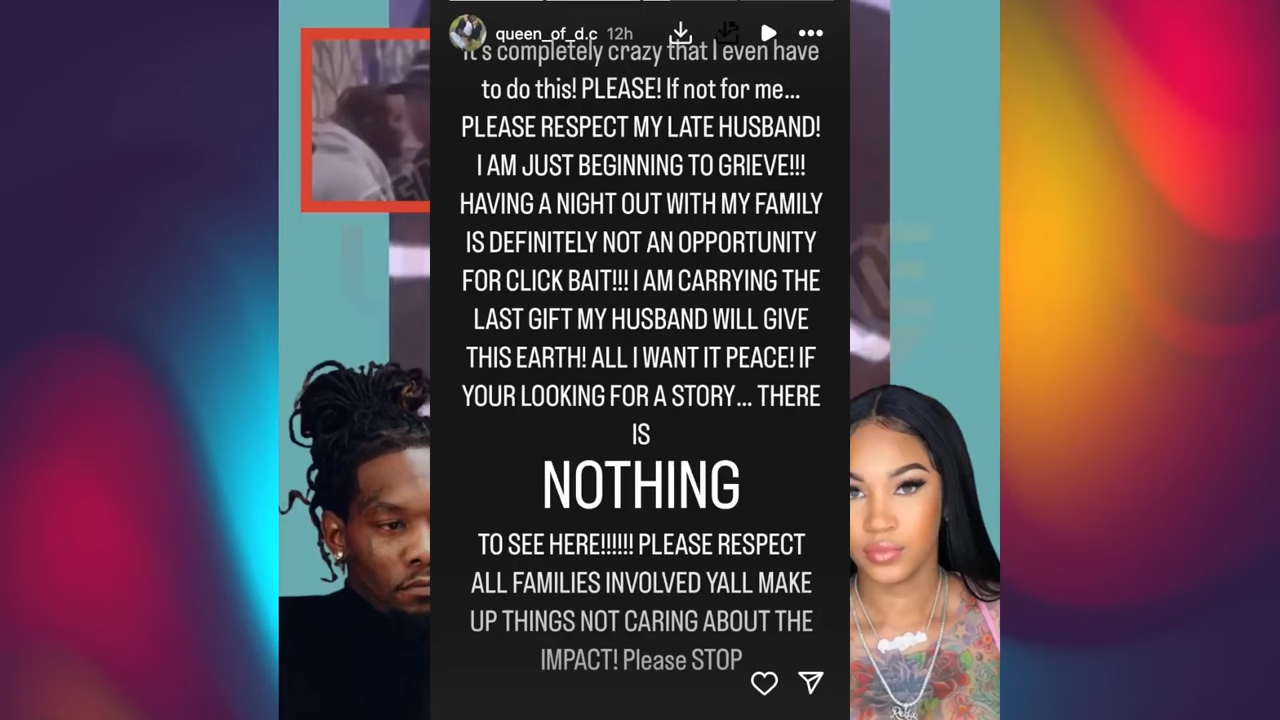 queen_of_d.c 12h
It's completely crazy that I even have
to do this! PLEASE! If not for me...
PLEASE RESPECT MY LATE HUSBAND!
I AM JUST BEGINNING TO GRIEVE!!!
HAVING A NIGHT OUT WITH MY FAMILY
IS DEFINITELY NOT AN OPPORTUNITY
FOR CLICK BAIT!!! I AM CARRYING THE
LAST GIFT MY HUSBAND WILL GIVE
THIS EARTH! ALL I WANT IT PEACE! IF
YOUR LOOKING FOR A STORY... THERE
IS
NOTHING
TO SEE HERE!!!!!! PLEASE RESPECT
ALL FAMILIES INVOLVED YALL MAKE
UP THINGS NOT CARING ABOUT THE
IMPACT! Please STOP